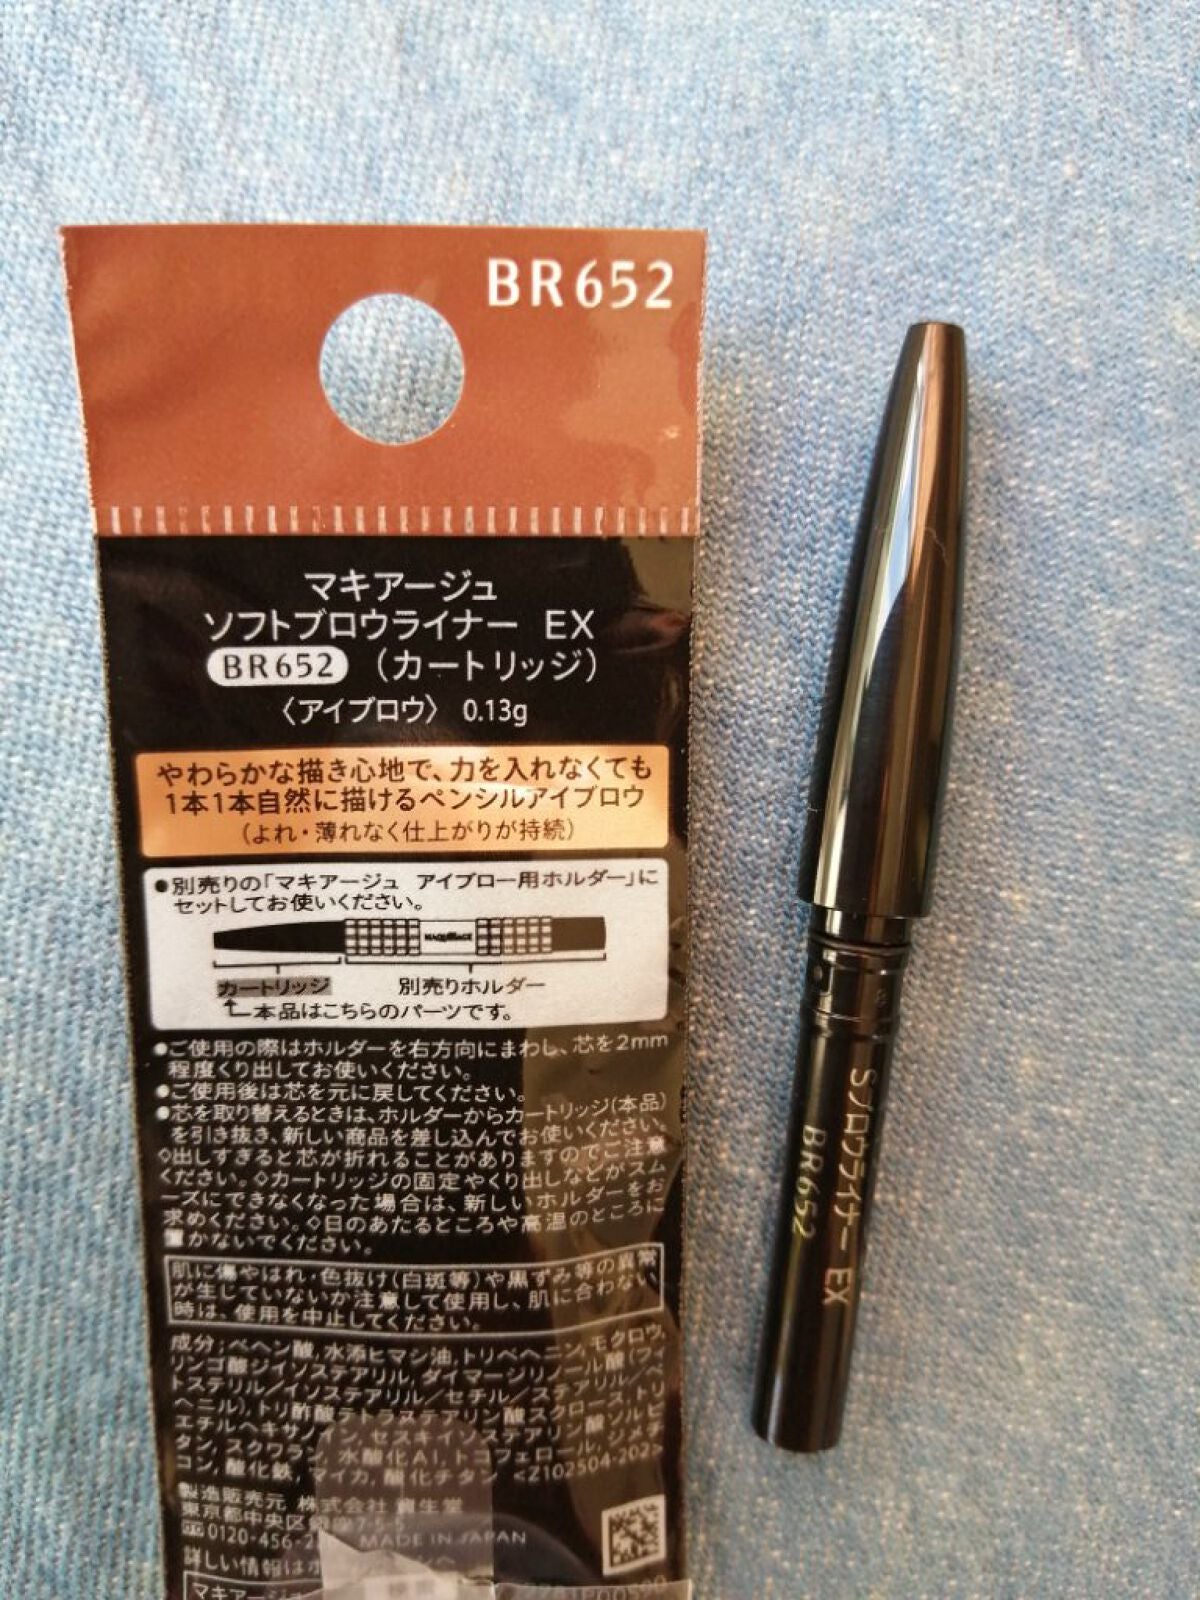 BR652
マキアージュ
ソフトブロウライナー EX
BR652 (カートリッジ)
〈アイブロウ〉 0.13g
やわらかな描き心地で、力を入れなくても
1本1本自然に描けるペンシルアイブロウ
(よれ・薄れなく仕上がりが持続)
●別売りの「マキアージュ アイブロー用ホルダー」に
セットしてお使いください。
MAQuillAGE
カートリッジ 別売りホルダー
本品はこちらのパーツです。
●ご使用の際はホルダーを右方向にまわし、芯を2mm
程度くり出してお使いください。
●ご使用後は芯を元に戻してください。
●芯を取り替えるときは、ホルダーからカートリッジ(本品)
を引き抜き、新しい商品を差し込んでお使いください。
◇出しすぎると芯が折れることがありますのでご注意
ください。◇カートリッジの固定やくり出しなどがスム
ーズにできなくなった場合は、新しいホルダーをお
求めください。◇日のあたるところや高温のところに
置かないでください。
肌に傷やはれ・色抜け(白斑等)や黒ずみ等の異常
が生じていないか注意して使用し、肌に合わない
時は、使用を中止してください。
成分:ベヘン酸,水添ヒマシ油,トリベヘニン,モクロウ,
リンゴ酸ジイソステアリル,ダイマージリノール酸(フィ
トステリル/イソステアリル/セチル/ステアリル/ベ
ヘニル),トリ酢酸テトラステアリン酸スクロース,トリ
エチルヘキサノイン,セスキイソステアリン酸ソルビ
タン,スクワラン,水酸化Al,トコフェロール,ジメチ
コン,酸化鉄,マイカ,酸化チタン <Z102504-202>
製造販売元 株式会社 資生堂
東京都中央区銀座7-5-5
0120-456-2 MADE IN JAPAN
詳しい情報はホ
マキアージュ
Sブロウライナー EX
BR652